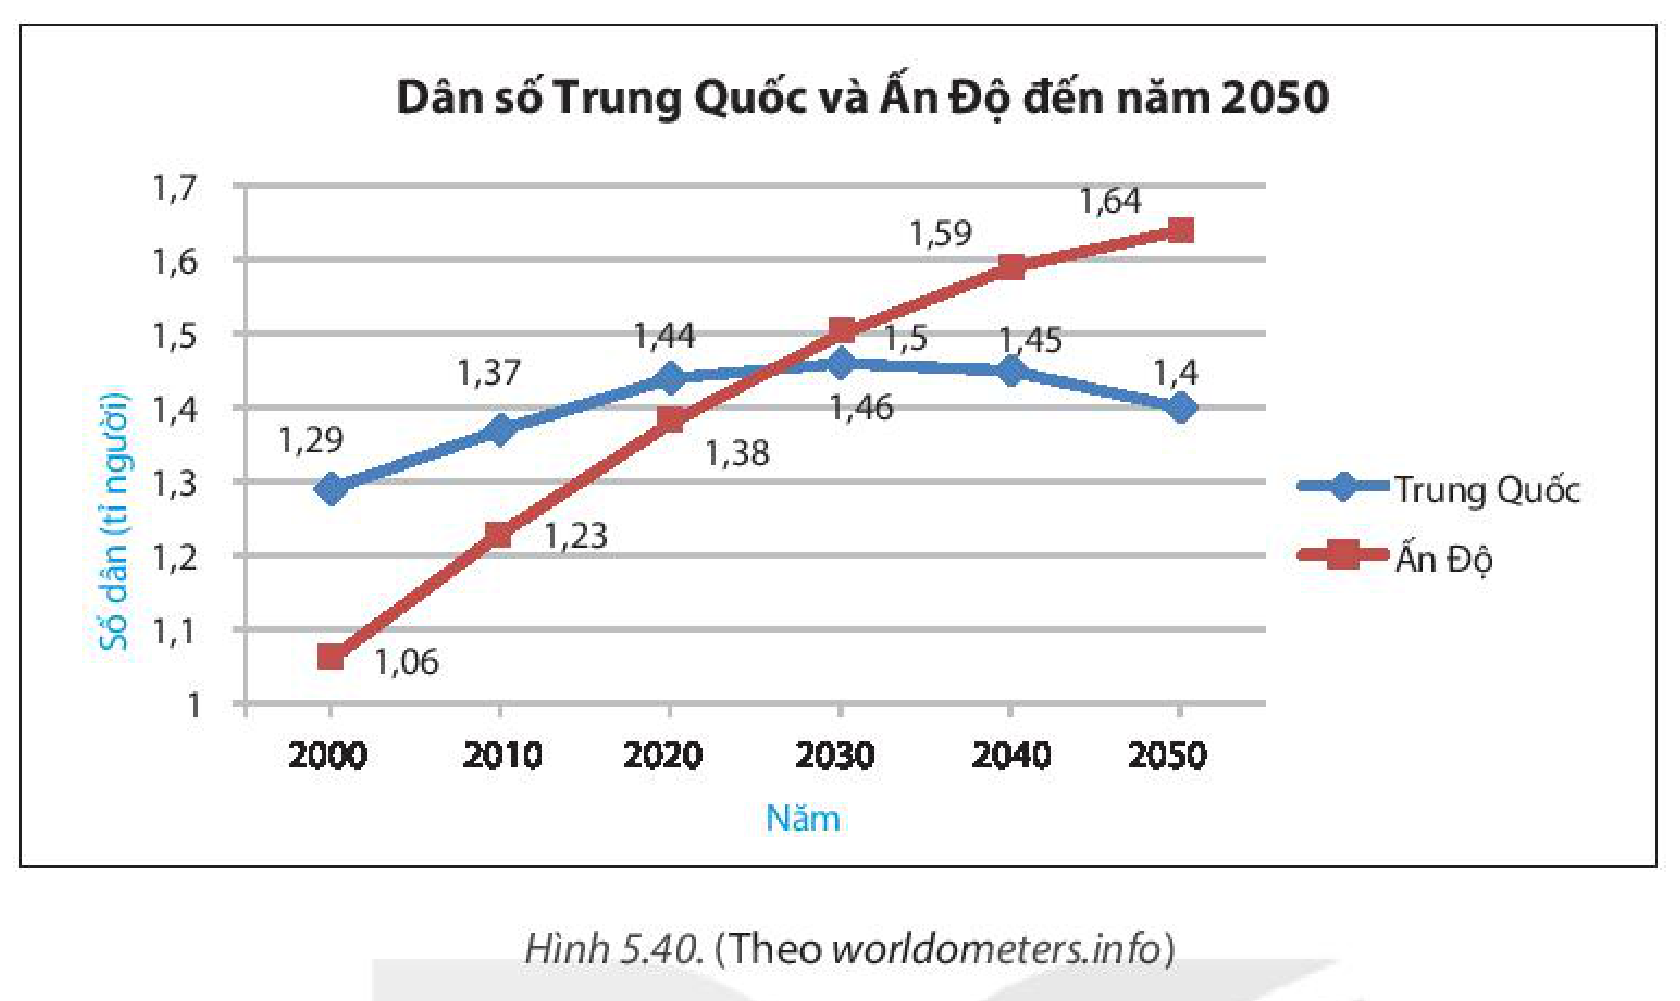 Dân số Trung Quốc và Ấn Độ đến năm 2050
Số dân (tỉ người)
1,7
1,6
1,5
1,4
1,3
1,2
1,1
1
1,29
1,37
1,44
1,46
1,45
1,4
1,06
1,23
1,38
1,5
1,59
1,64
Trung Quốc
Ấn Độ
2000 2010 2020 2030 2040 2050
Năm
Hình 5.40. (Theo worldometers.info)